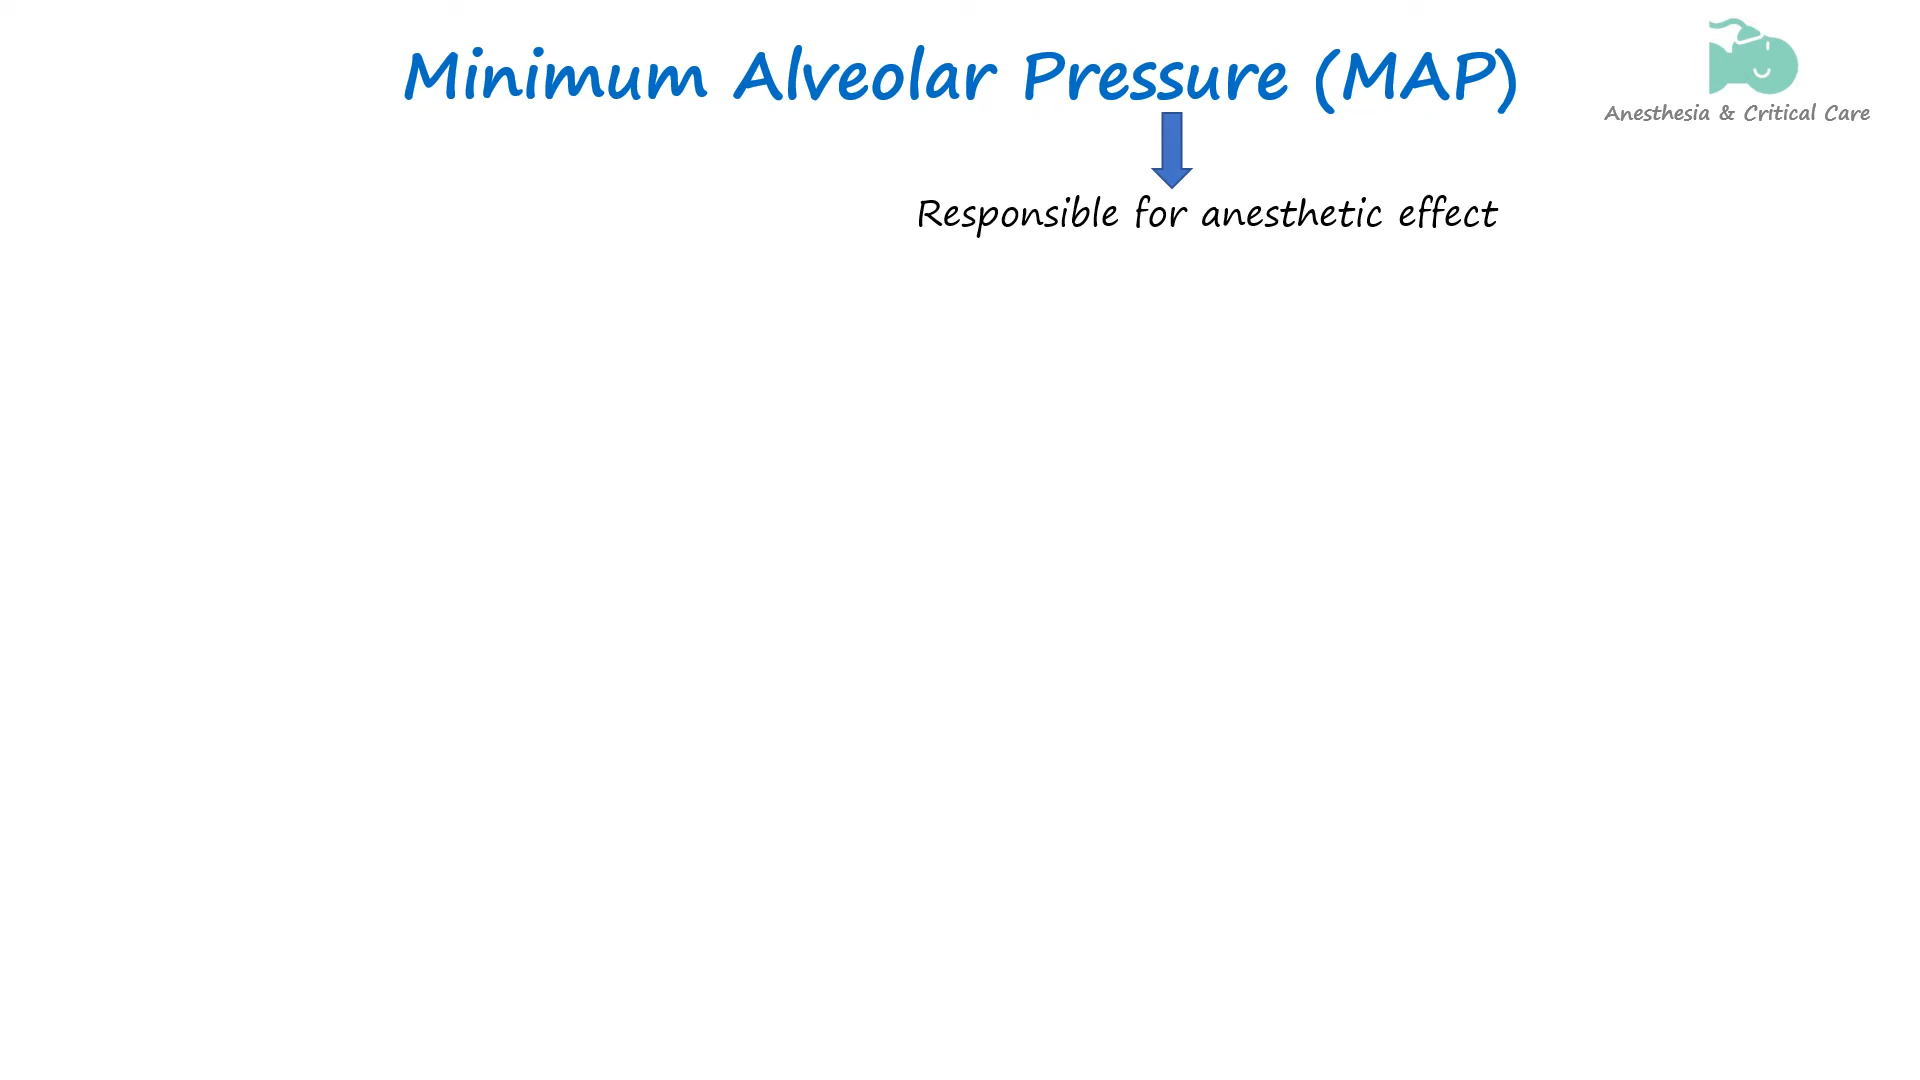 Minimum Alveolar Pressure (MAP)
Anesthesia & Critical Care
Responsible for anesthetic effect